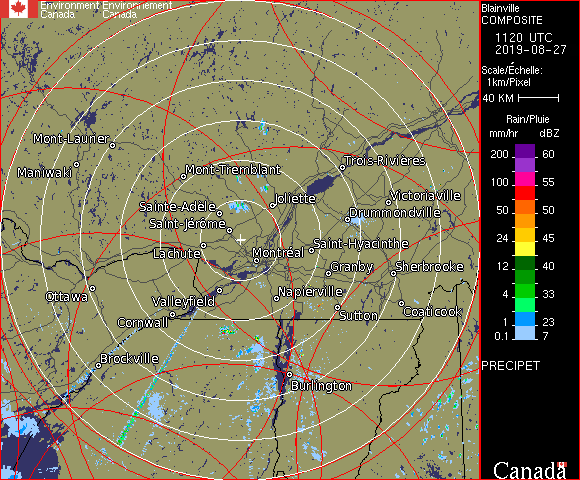 Environment Environnement
Canada Canada
Blainville
COMPOSITE
1120 UTC
2019-08-27
Scale/Échelle:
1km/Pixel
40 KM
Rain/Pluie
mm/hr dBZ
200 60
100 55
50 50
24 45
12 40
4 33
1 23
0.1 7
PRECIPET
Mont-Laurier
Maniwaki
Mont-Tremblant
Trois-Rivières
Joliette
Victoriaville
Sainte-Adèle
Drummondville
Saint-Jérôme
Lachute
Montréal
Saint-Hyacinthe
Granby
Sherbrooke
Ottawa
Valleyfield
Napierville
Cornwall
Sutton
Coaticook
Brockville
Burlington
Canada